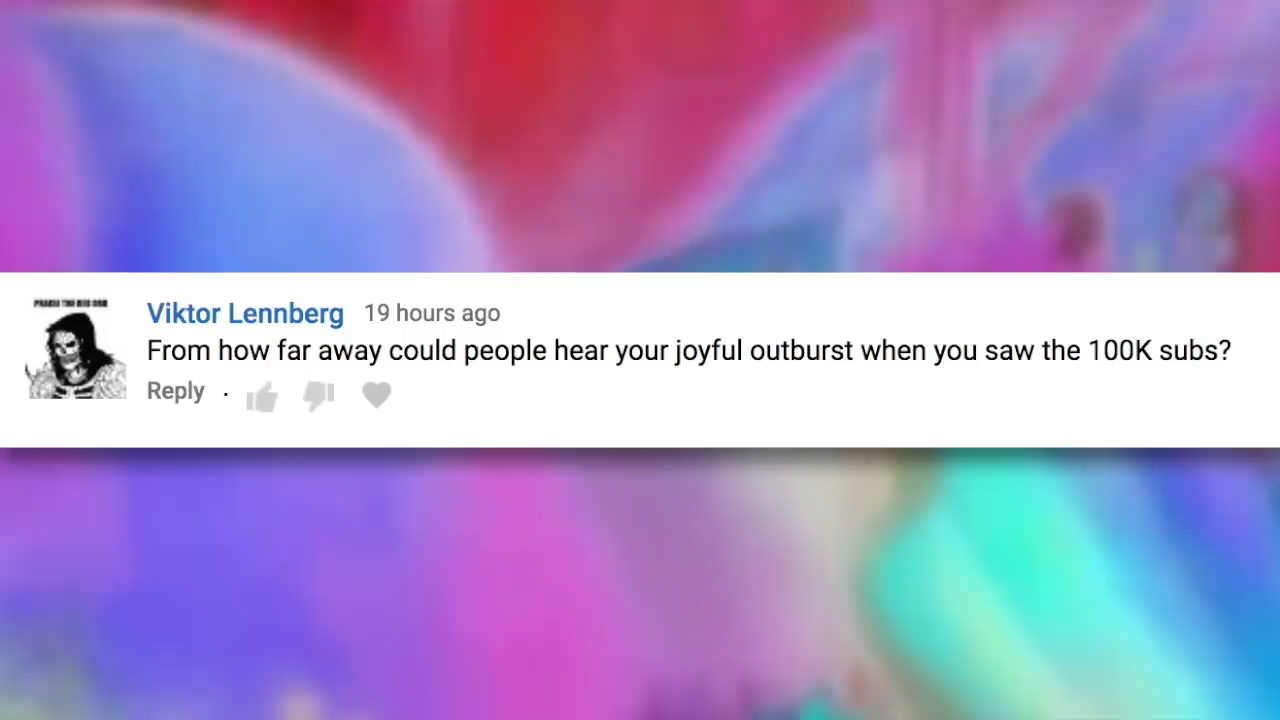 Viktor Lennberg 19 hours ago
From how far away could people hear your joyful outburst when you saw the 100K subs?
Reply ·